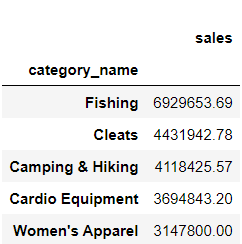 sales
category_name
Fishing 6929653.69
Cleats 4431942.78
Camping & Hiking 4118425.57
Cardio Equipment 3694843.20
Women's Apparel 3147800.00